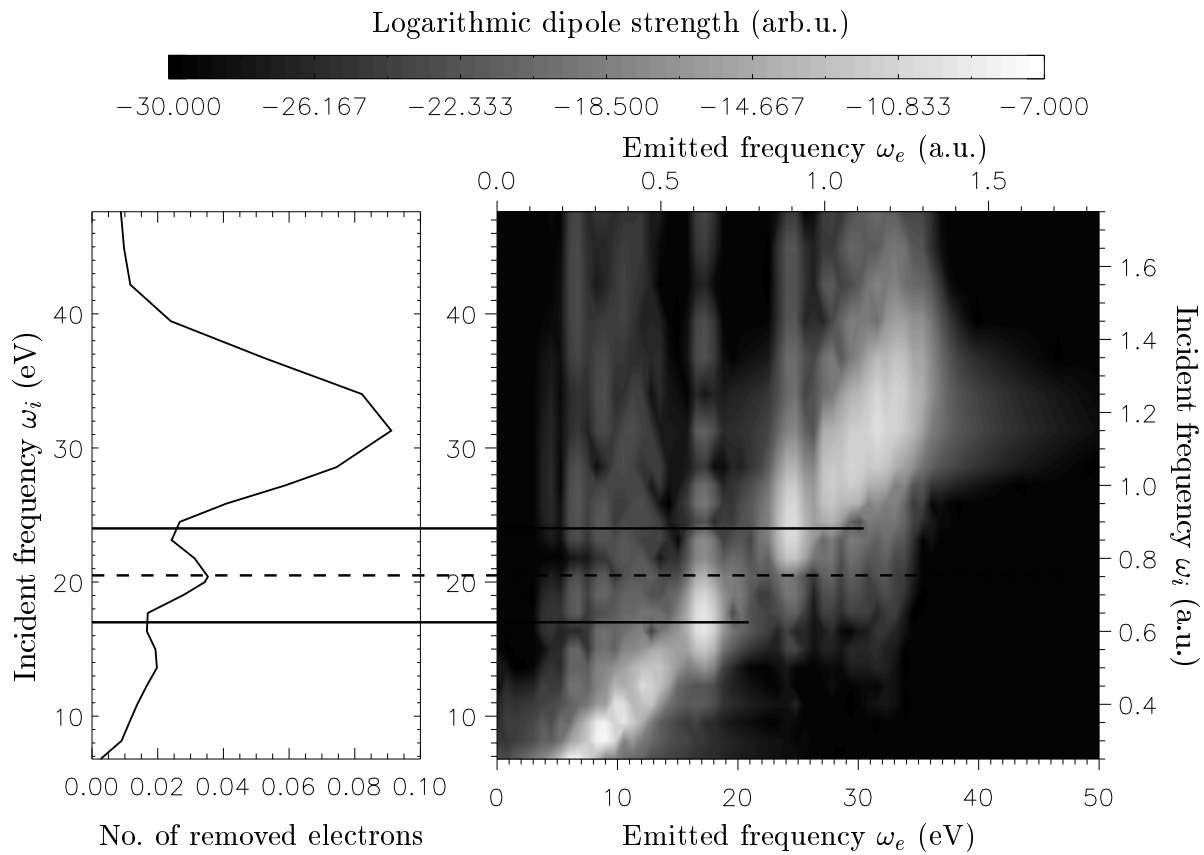 Logarithmic dipole strength (arb.u.)
−30.000 −26.167 −22.333 −18.500 −14.667 −10.833 −7.000
Emitted frequency ωe (a.u.)
0.0 0.5 1.0 1.5
Incident frequency ωi (eV)
40
30
20
10
0.00 0.02 0.04 0.06 0.08 0.10
No. of removed electrons
40
30
20
10
0 10 20 30 40 50
Emitted frequency ωe (eV)
1.6
1.4
1.2
1.0
0.8
0.6
0.4
Incident frequency ωi (a.u.)